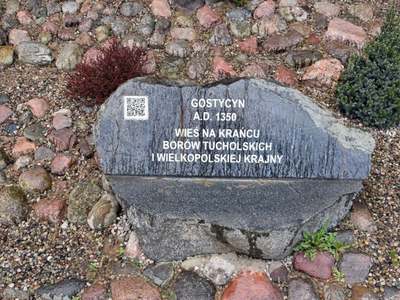 GOSTYCYN
A.D. 1350
WIEŚ NA KRAŃCU
BORÓW TUCHOLSKICH
I WIELKOPOLSKIEJ KRAJNY